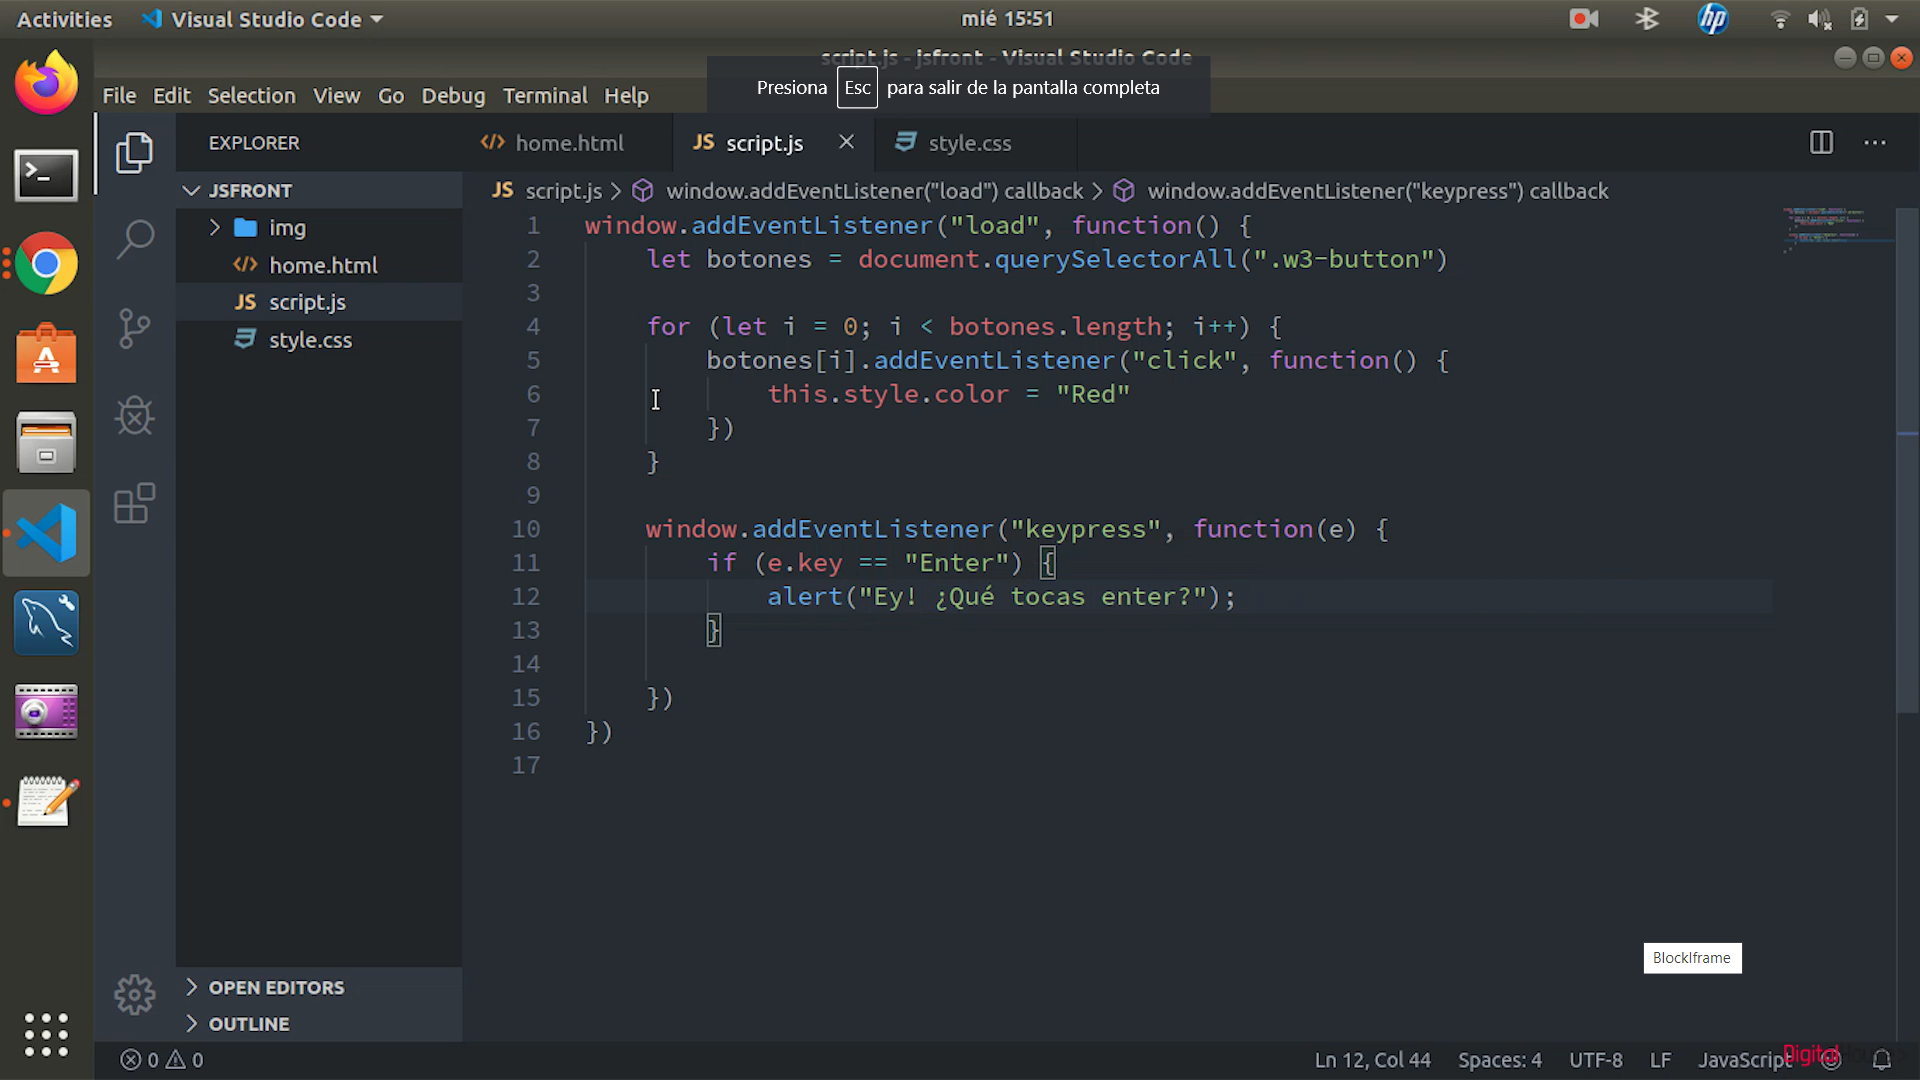 Activities Visual Studio Code mié 15:51
script.js - jsfront - Visual Studio Code
Presiona Esc para salir de la pantalla completa
File Edit Selection View Go Debug Terminal Help
EXPLORER home.html JS script.js style.css
JSFRONT
img
home.html
JS script.js
style.css
JS script.js > window.addEventListener("load") callback > window.addEventListener("keypress") callback
1 window.addEventListener("load", function() {
2 let botones = document.querySelectorAll(".w3-button")
3
4 for (let i = 0; i < botones.length; i++) {
5 botones[i].addEventListener("click", function() {
6 this.style.color = "Red"
7 })
8 }
9
10 window.addEventListener("keypress", function(e) {
11 if (e.key == "Enter") {
12 alert("Ey! ¿Qué tocas enter?");
13 }
14
15 })
16 })
17
BlockIframe
OPEN EDITORS
OUTLINE
0 0 Ln 12, Col 44 Spaces: 4 UTF-8 LF JavaScript
Digital